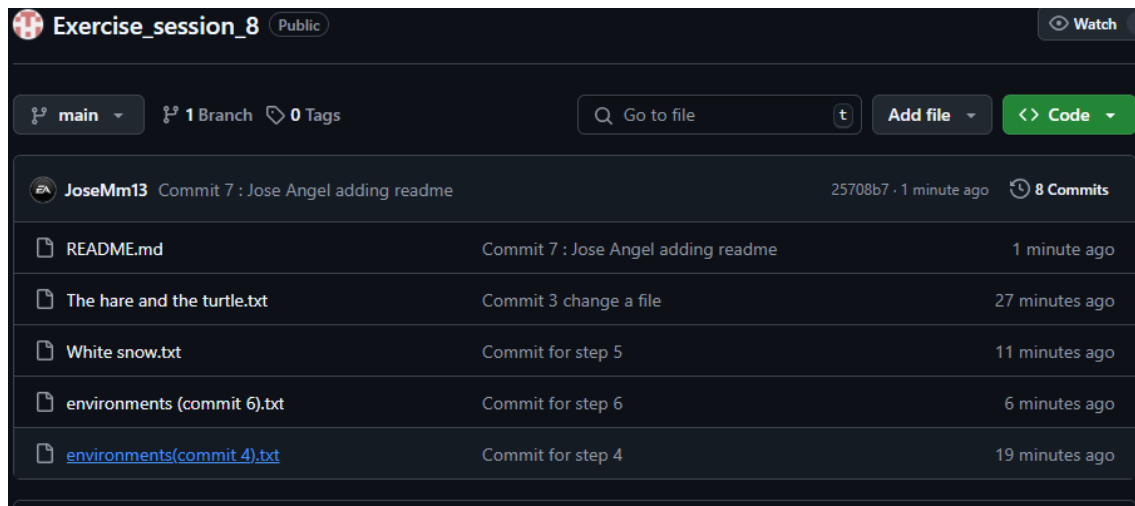 Exercise_session_8 Public Watch
main 1 Branch 0 Tags Go to file t Add file <> Code
JoseMm13 Commit 7 : Jose Angel adding readme 25708b7 · 1 minute ago 8 Commits
README.md Commit 7 : Jose Angel adding readme 1 minute ago
The hare and the turtle.txt Commit 3 change a file 27 minutes ago
White snow.txt Commit for step 5 11 minutes ago
environments (commit 6).txt Commit for step 6 6 minutes ago
environments(commit 4).txt Commit for step 4 19 minutes ago